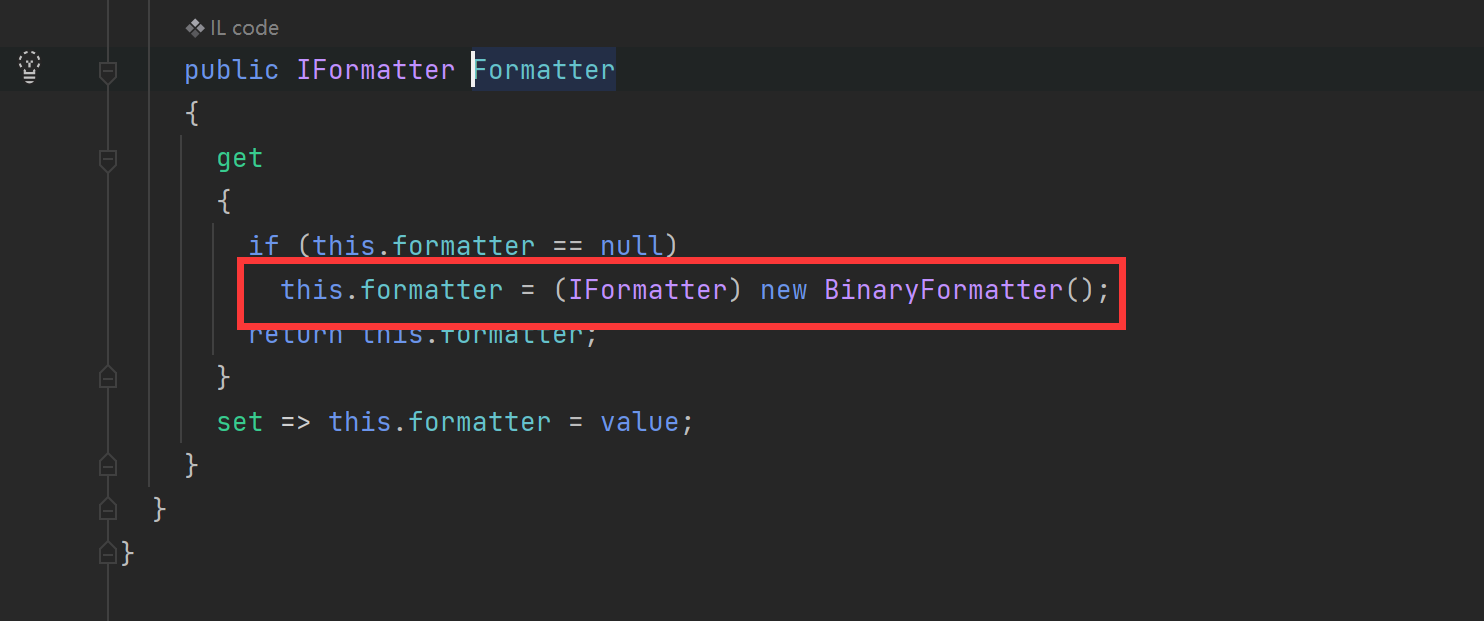 IL code
public IFormatter Formatter
{
get
{
if (this.formatter == null)
this.formatter = (IFormatter) new BinaryFormatter();
return this.formatter;
}
set => this.formatter = value;
}
}
}